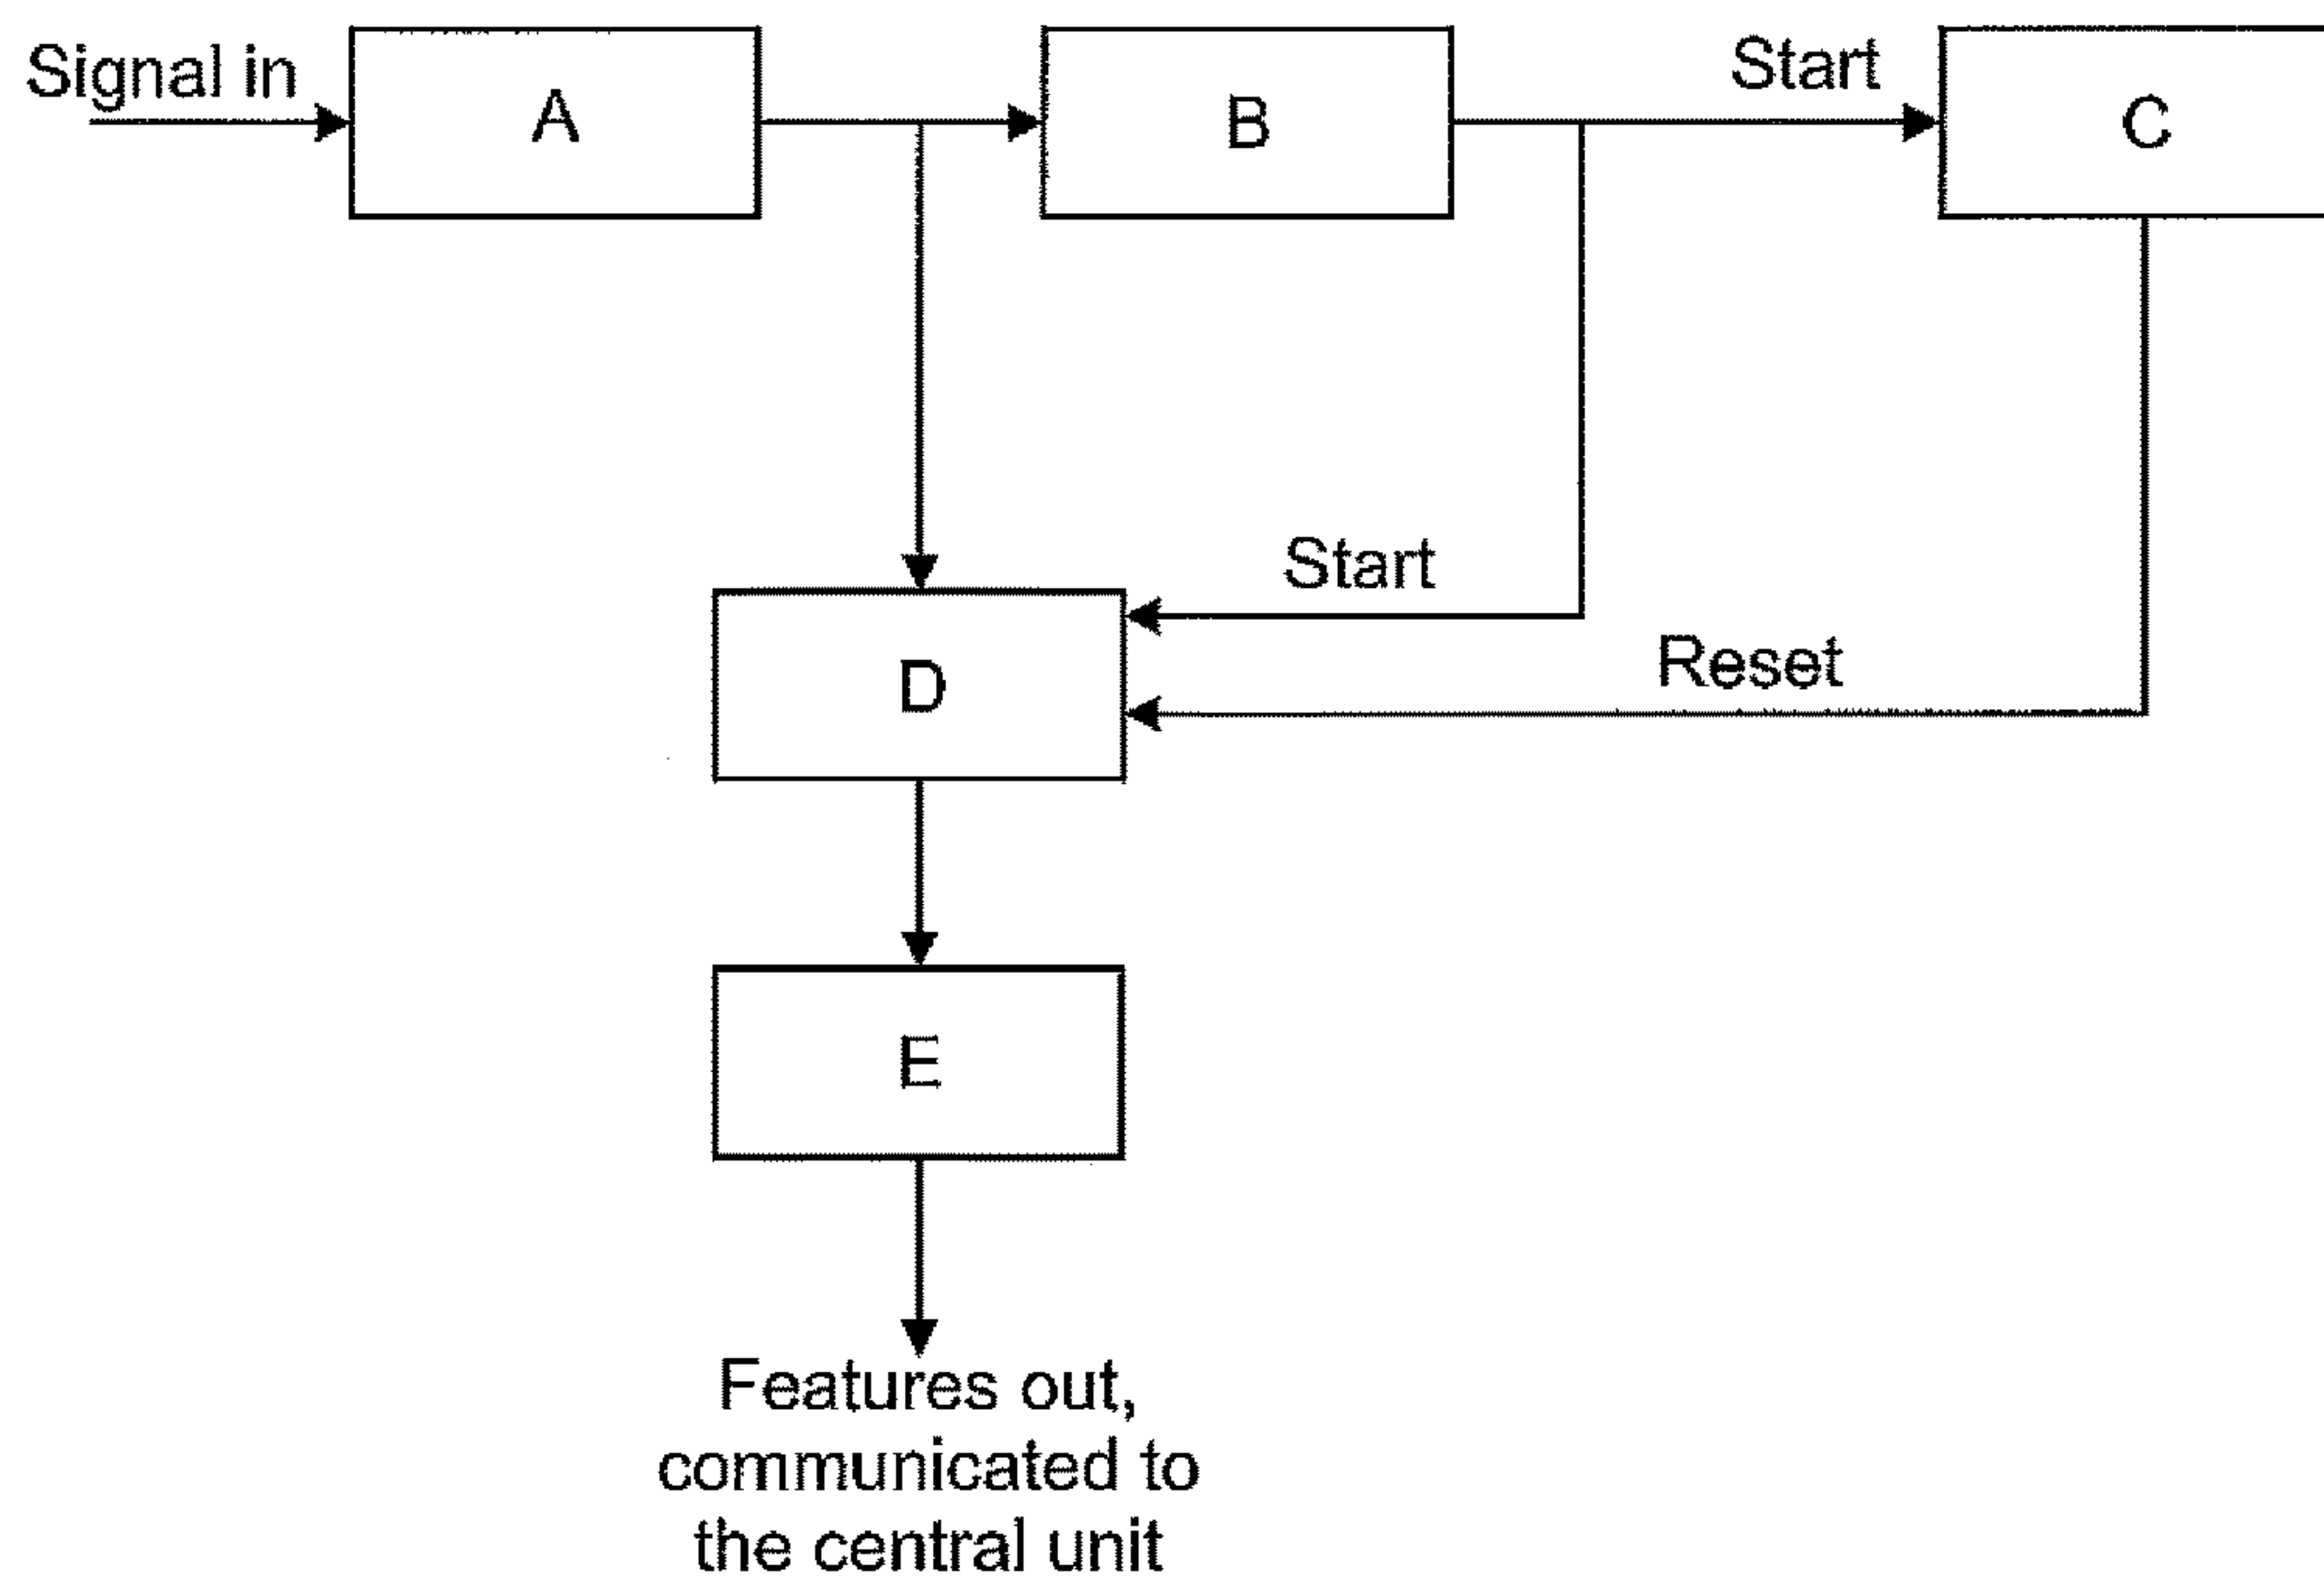 Signal in
A
B
Start
C
Start
Reset
D
E
Features out,
communicated to
the central unit